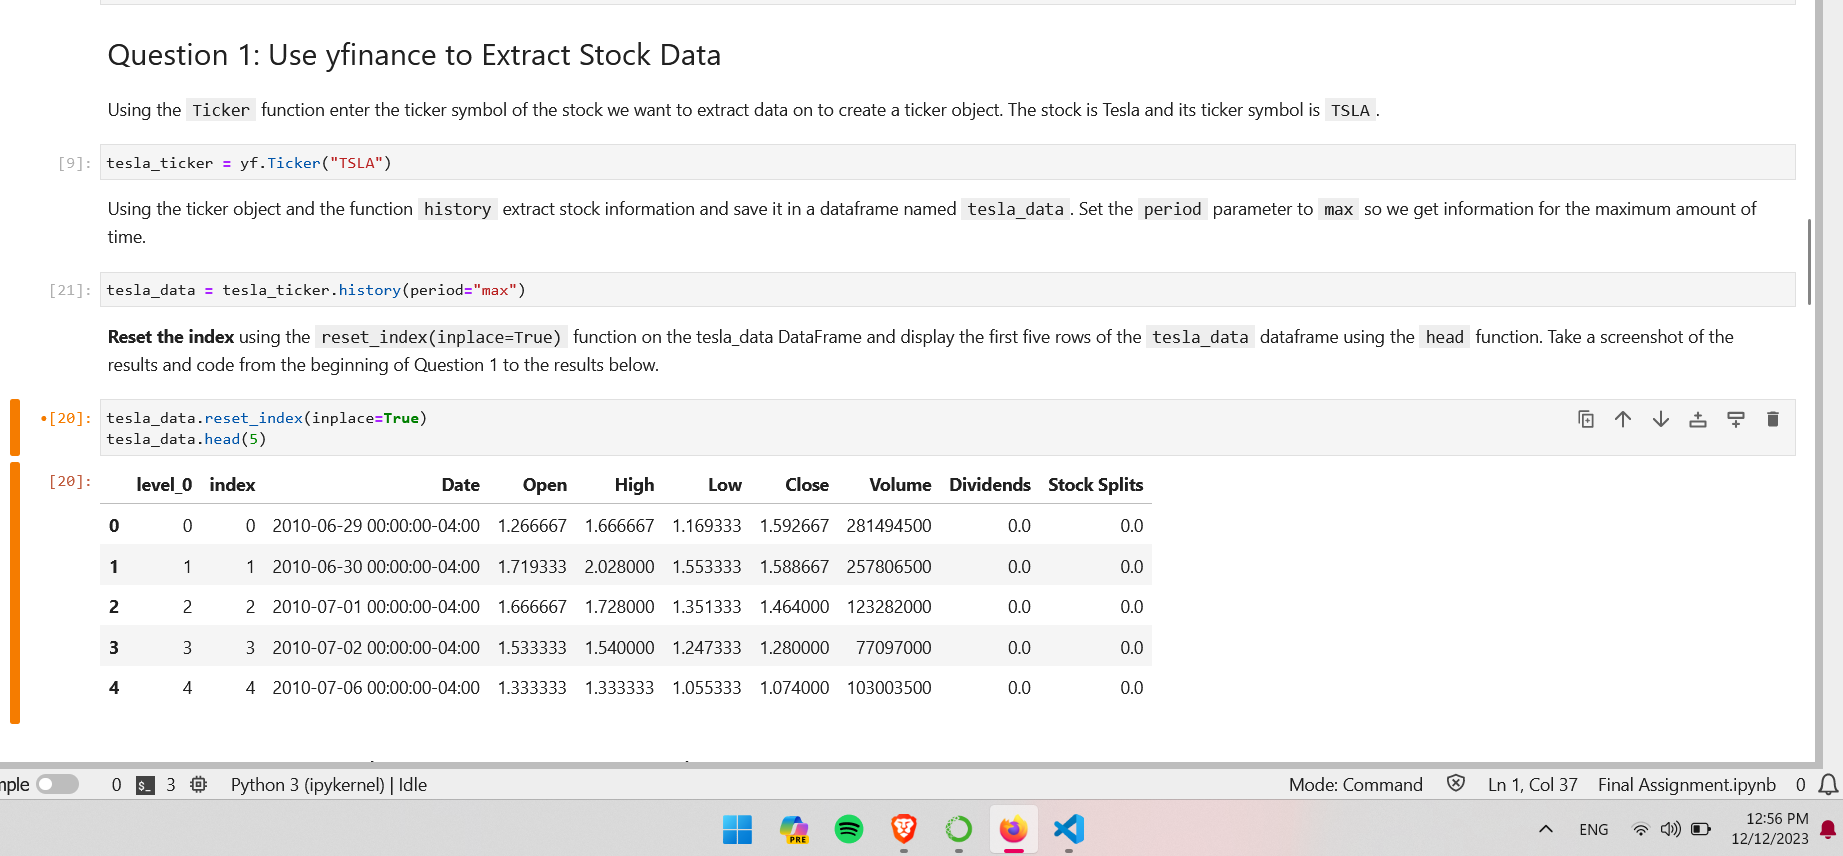 Question 1: Use yfinance to Extract Stock Data
Using the Ticker function enter the ticker symbol of the stock we want to extract data on to create a ticker object. The stock is Tesla and its ticker symbol is TSLA .
[9]: tesla_ticker = yf.Ticker("TSLA")
Using the ticker object and the function history extract stock information and save it in a dataframe named tesla_data . Set the period parameter to max so we get information for the maximum amount of
time.
[21]: tesla_data = tesla_ticker.history(period="max")
Reset the index using the reset_index(inplace=True) function on the tesla_data DataFrame and display the first five rows of the tesla_data dataframe using the head function. Take a screenshot of the
results and code from the beginning of Question 1 to the results below.
•[20]: tesla_data.reset_index(inplace=True)
tesla_data.head(5)
[20]: level_0 index Date Open High Low Close Volume Dividends Stock Splits
0 0 0 2010-06-29 00:00:00-04:00 1.266667 1.666667 1.169333 1.592667 281494500 0.0 0.0
1 1 1 2010-06-30 00:00:00-04:00 1.719333 2.028000 1.553333 1.588667 257806500 0.0 0.0
2 2 2 2010-07-01 00:00:00-04:00 1.666667 1.728000 1.351333 1.464000 123282000 0.0 0.0
3 3 3 2010-07-02 00:00:00-04:00 1.533333 1.540000 1.247333 1.280000 77097000 0.0 0.0
4 4 4 2010-07-06 00:00:00-04:00 1.333333 1.333333 1.055333 1.074000 103003500 0.0 0.0
mple 0 $_ 3 Python 3 (ipykernel) | Idle Mode: Command Ln 1, Col 37 Final Assignment.ipynb 0
PRE ENG 12:56 PM
12/12/2023